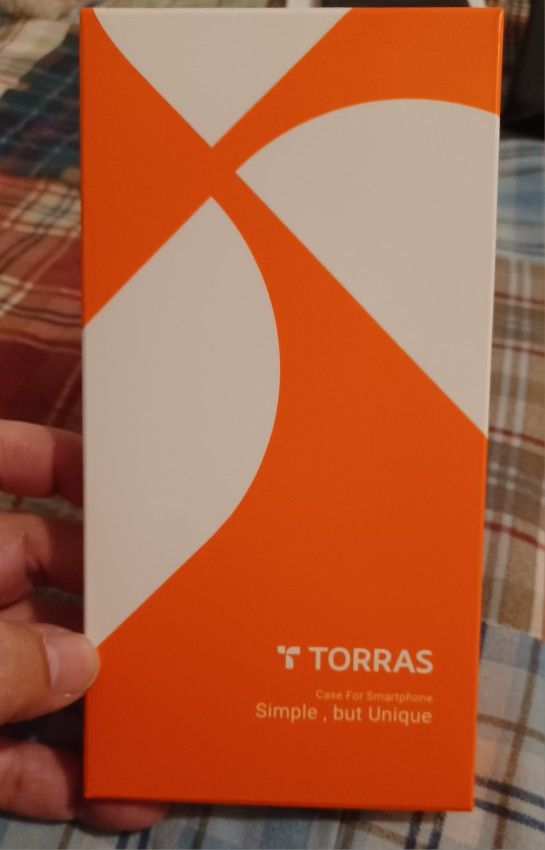 TORRAS
Case For Smartphone
Simple , but Unique